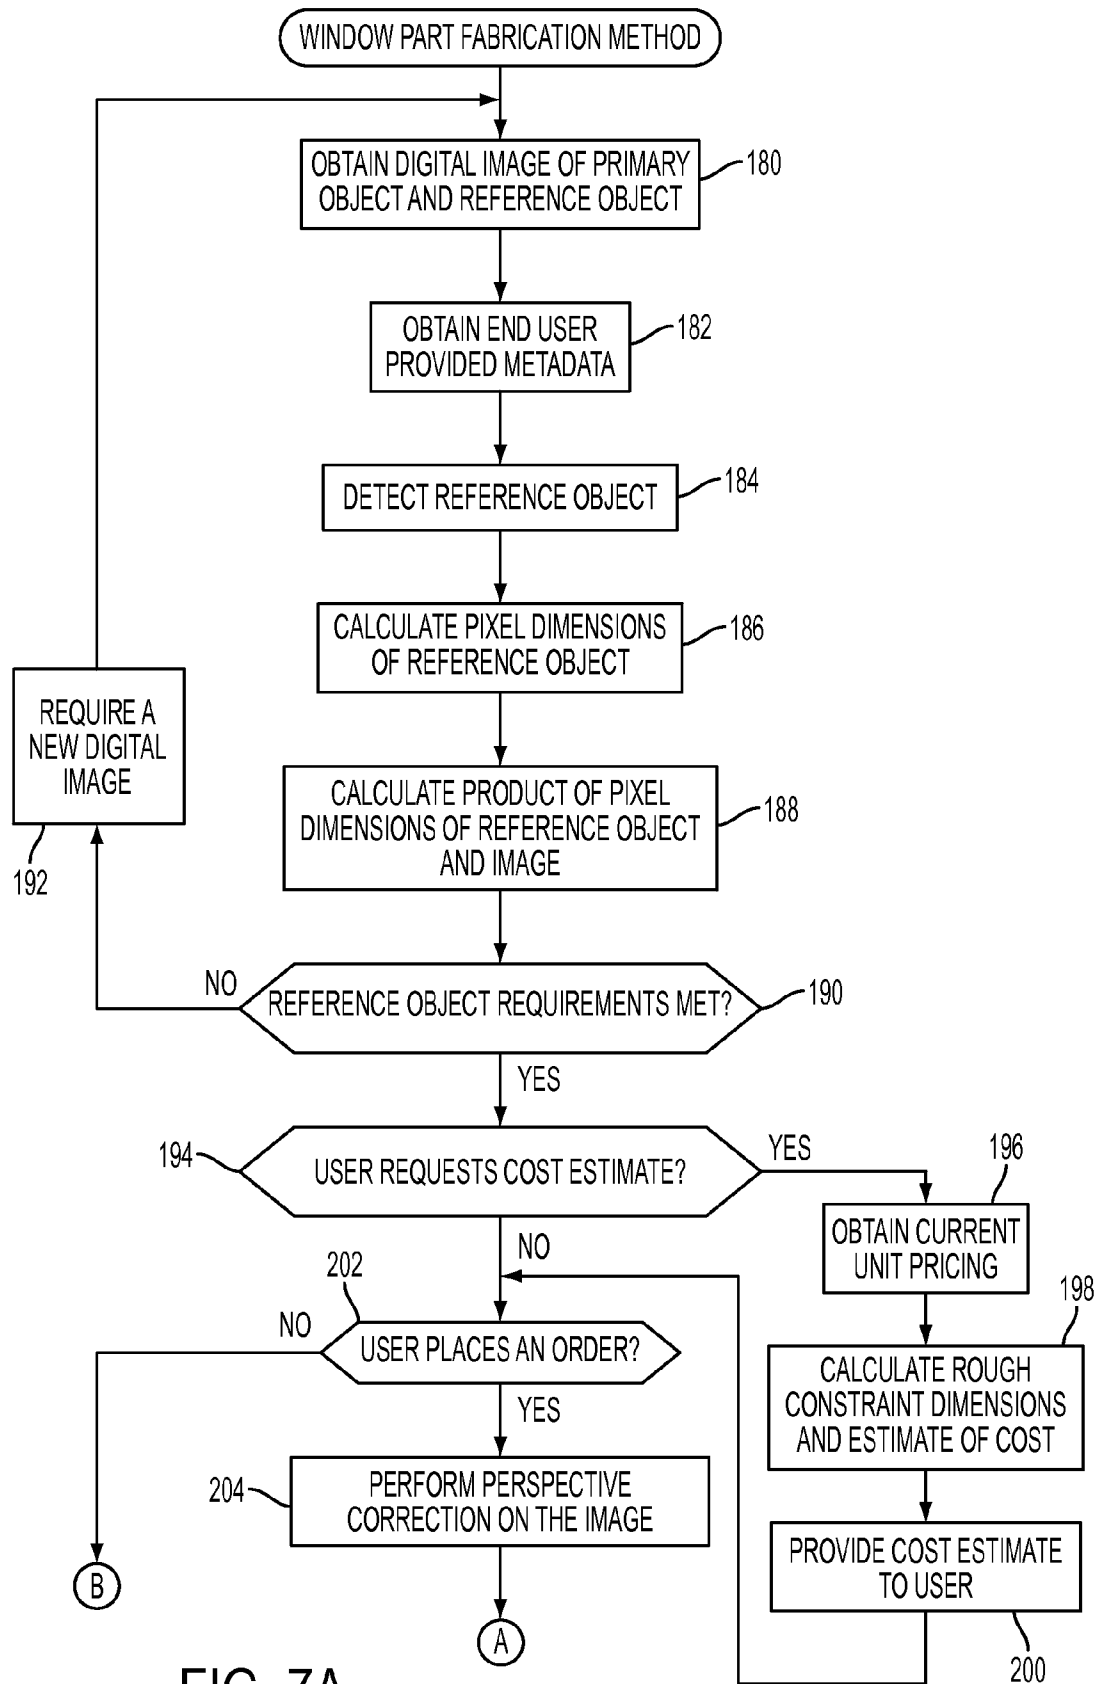 WINDOW PART FABRICATION METHOD
OBTAIN DIGITAL IMAGE OF PRIMARY
OBJECT AND REFERENCE OBJECT
180
OBTAIN END USER
PROVIDED METADATA
182
DETECT REFERENCE OBJECT
184
CALCULATE PIXEL DIMENSIONS
OF REFERENCE OBJECT
186
REQUIRE A
NEW DIGITAL
IMAGE
192
CALCULATE PRODUCT OF PIXEL
DIMENSIONS OF REFERENCE OBJECT
AND IMAGE
188
NO
REFERENCE OBJECT REQUIREMENTS MET?
190
YES
194
USER REQUESTS COST ESTIMATE?
YES
196
OBTAIN CURRENT
UNIT PRICING
NO
202
198
NO
USER PLACES AN ORDER?
CALCULATE ROUGH
CONSTRAINT DIMENSIONS
AND ESTIMATE OF COST
YES
204
PERFORM PERSPECTIVE
CORRECTION ON THE IMAGE
PROVIDE COST ESTIMATE
TO USER
200
B
A
FIG. 7A